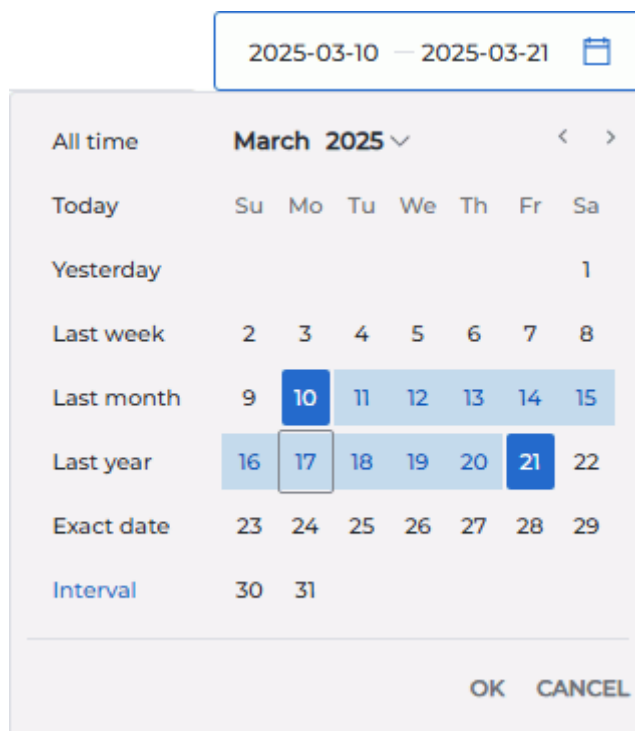 2025-03-10 — 2025-03-21
All time March 2025
Today Su Mo Tu We Th Fr Sa
Yesterday 1
Last week 2 3 4 5 6 7 8
Last month 9 10 11 12 13 14 15
Last year 16 17 18 19 20 21 22
Exact date 23 24 25 26 27 28 29
Interval 30 31
OK CANCEL